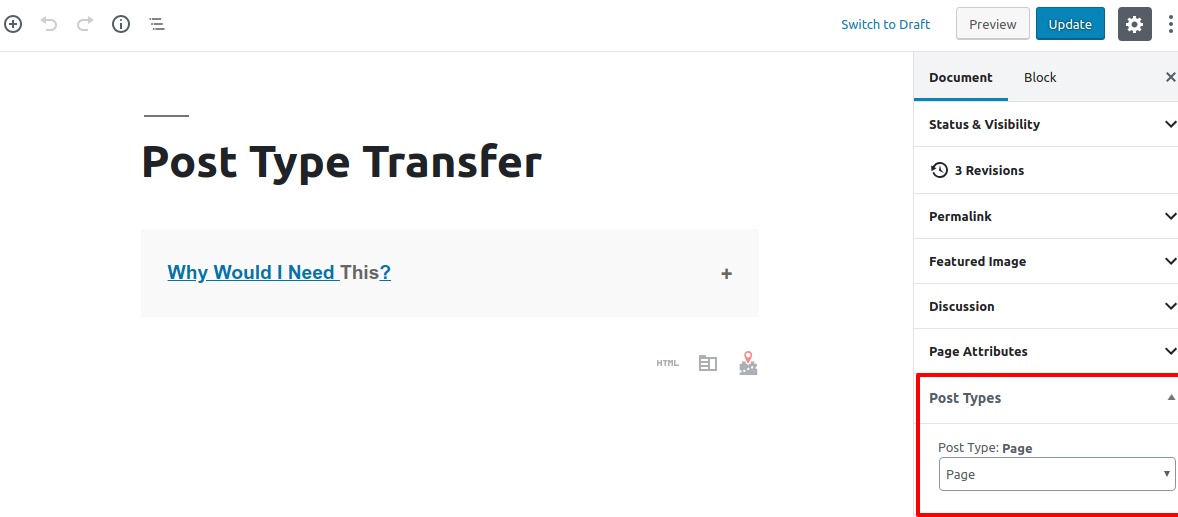 Switch to Draft Preview Update
Document Block
Status & Visibility
3 Revisions
Permalink
Featured Image
Discussion
Page Attributes
Post Types
Post Type: Page
Page
Post Type Transfer
Why Would I Need This? +
HTML